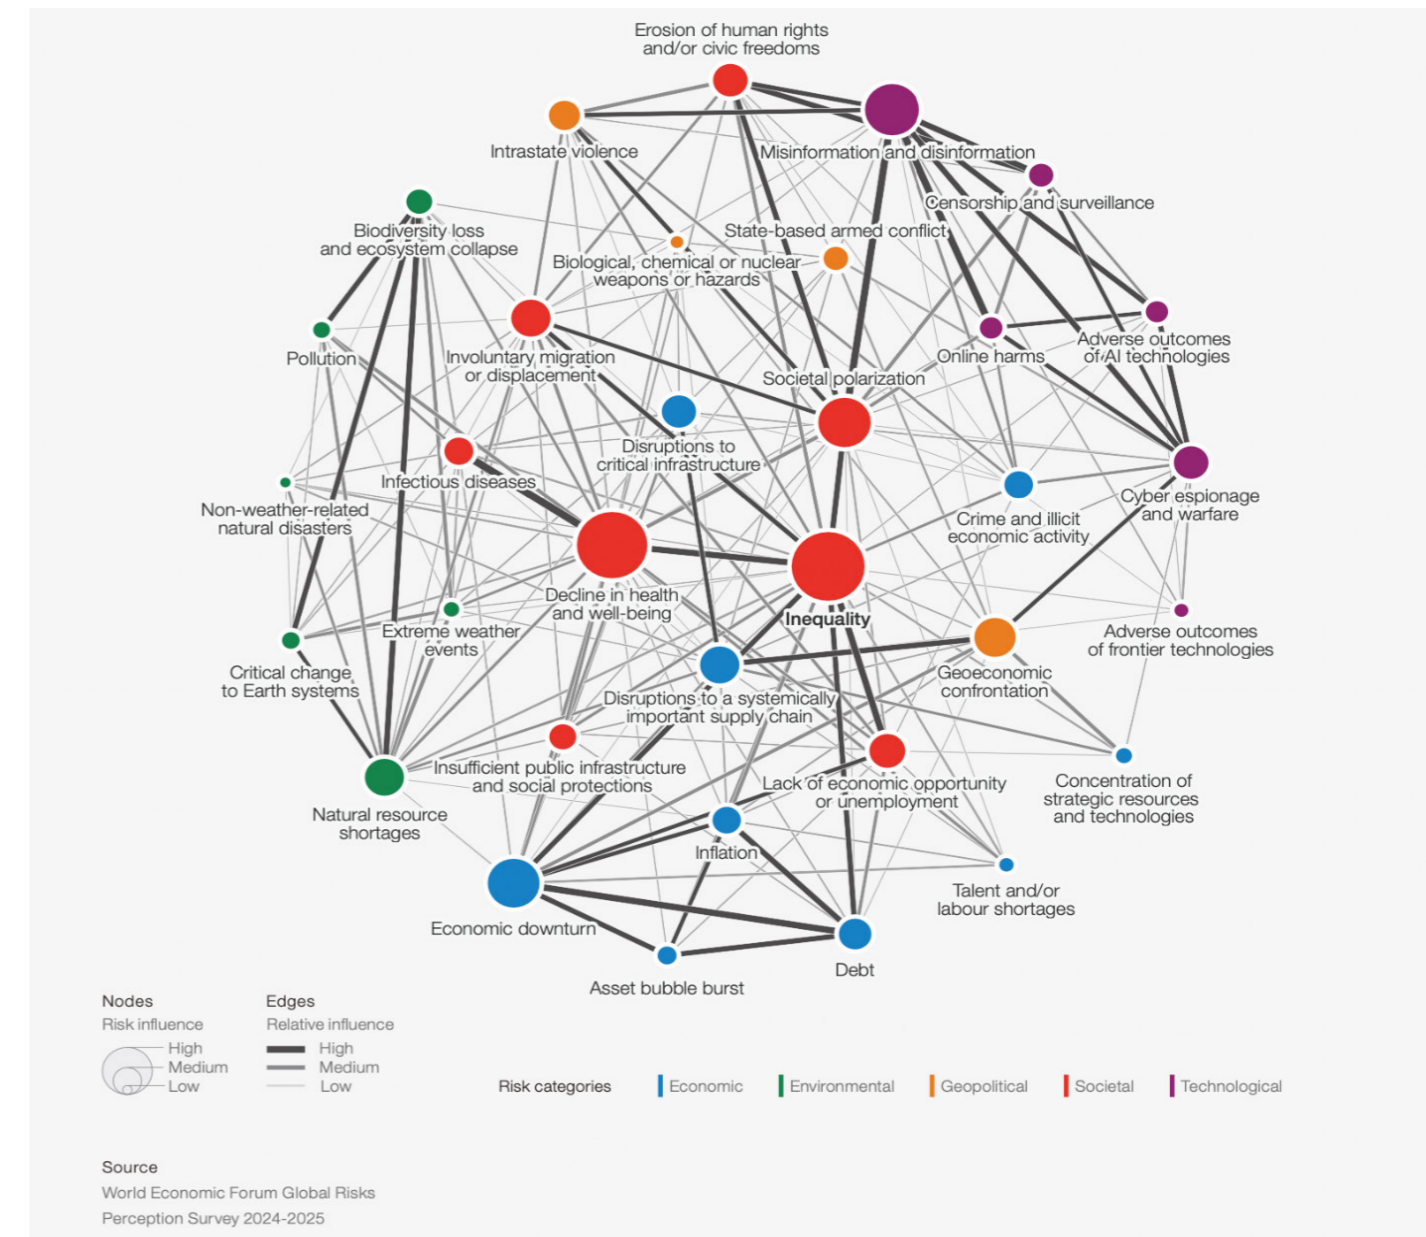 Erosion of human rights
and/or civic freedoms
Intrastate violence
Misinformation and disinformation
Censorship and surveillance
Biodiversity loss
and ecosystem collapse
State-based armed conflict
Biological, chemical or nuclear
weapons or hazards
Pollution
Involuntary migration
or displacement
Online harms
Adverse outcomes
of AI technologies
Societal polarization
Disruptions to
critical infrastructure
Infectious diseases
Non-weather-related
natural disasters
Cyber espionage
and warfare
Crime and illicit
economic activity
Decline in health
and well-being
Inequality
Extreme weather
events
Adverse outcomes
of frontier technologies
Critical change
to Earth systems
Geoeconomic
confrontation
Disruptions to a systemically
important supply chain
Insufficient public infrastructure
and social protections
Lack of economic opportunity
or unemployment
Concentration of
strategic resources
and technologies
Natural resource
shortages
Inflation
Talent and/or
labour shortages
Economic downturn
Debt
Asset bubble burst
Nodes
Risk influence
High
Medium
Low
Edges
Relative influence
High
Medium
Low
Risk categories
Economic
Environmental
Geopolitical
Societal
Technological
Source
World Economic Forum Global Risks
Perception Survey 2024-2025